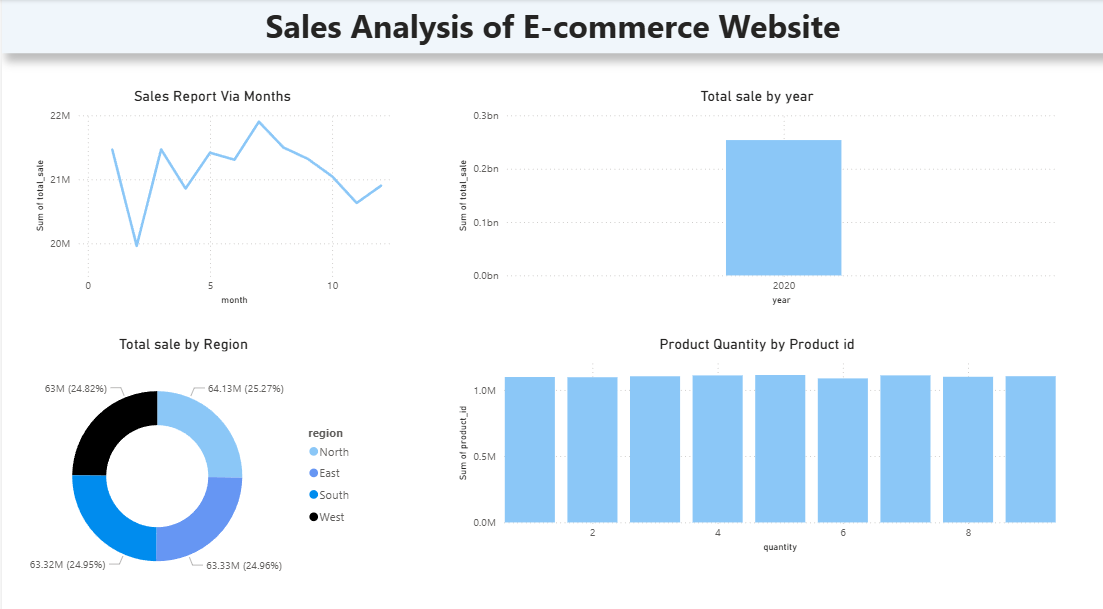 Sales Analysis of E-commerce Website
Sales Report Via Months
22M
21M
20M
Sum of total_sale
0
5
10
month
Total sale by year
0.3bn
0.2bn
0.1bn
0.0bn
Sum of total_sale
2020
year
Total sale by Region
63M (24.82%)
64.13M (25.27%)
63.32M (24.95%)
63.33M (24.96%)
region
North
East
South
West
Product Quantity by Product id
1.0M
0.5M
0.0M
Sum of product_id
2
4
6
8
quantity